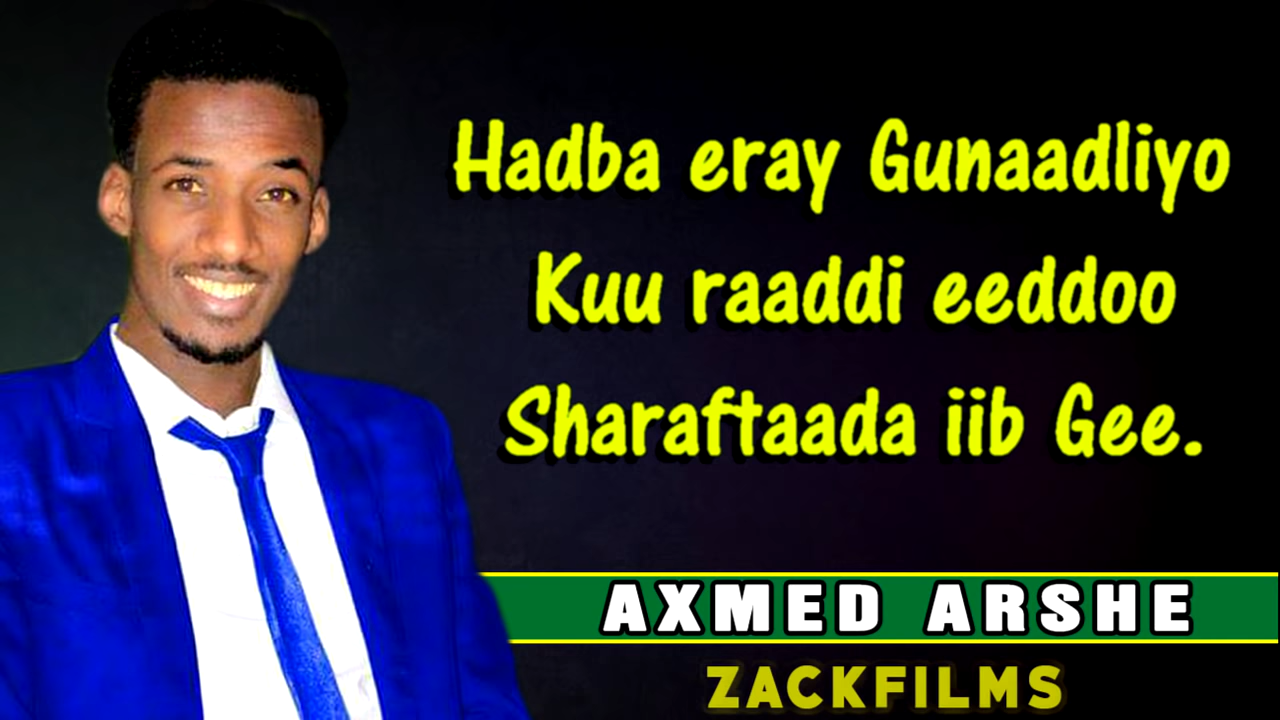 Hadba eray Gunaadliyo
Kuu raaddi eeddoo
Sharaftaada iib Gee.
AXMED ARSHE
ZACKFILMS